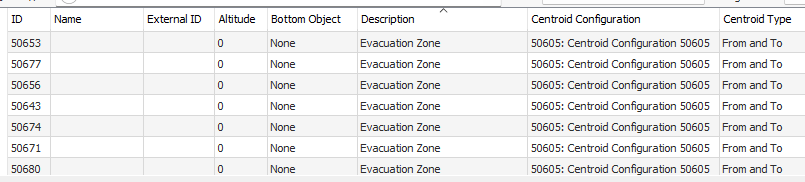 ID Name External ID Altitude Bottom Object Description Centroid Configuration Centroid Type
50653 0 None Evacuation Zone 50605: Centroid Configuration 50605 From and To
50677 0 None Evacuation Zone 50605: Centroid Configuration 50605 From and To
50656 0 None Evacuation Zone 50605: Centroid Configuration 50605 From and To
50643 0 None Evacuation Zone 50605: Centroid Configuration 50605 From and To
50674 0 None Evacuation Zone 50605: Centroid Configuration 50605 From and To
50671 0 None Evacuation Zone 50605: Centroid Configuration 50605 From and To
50680 0 None Evacuation Zone 50605: Centroid Configuration 50605 From and To